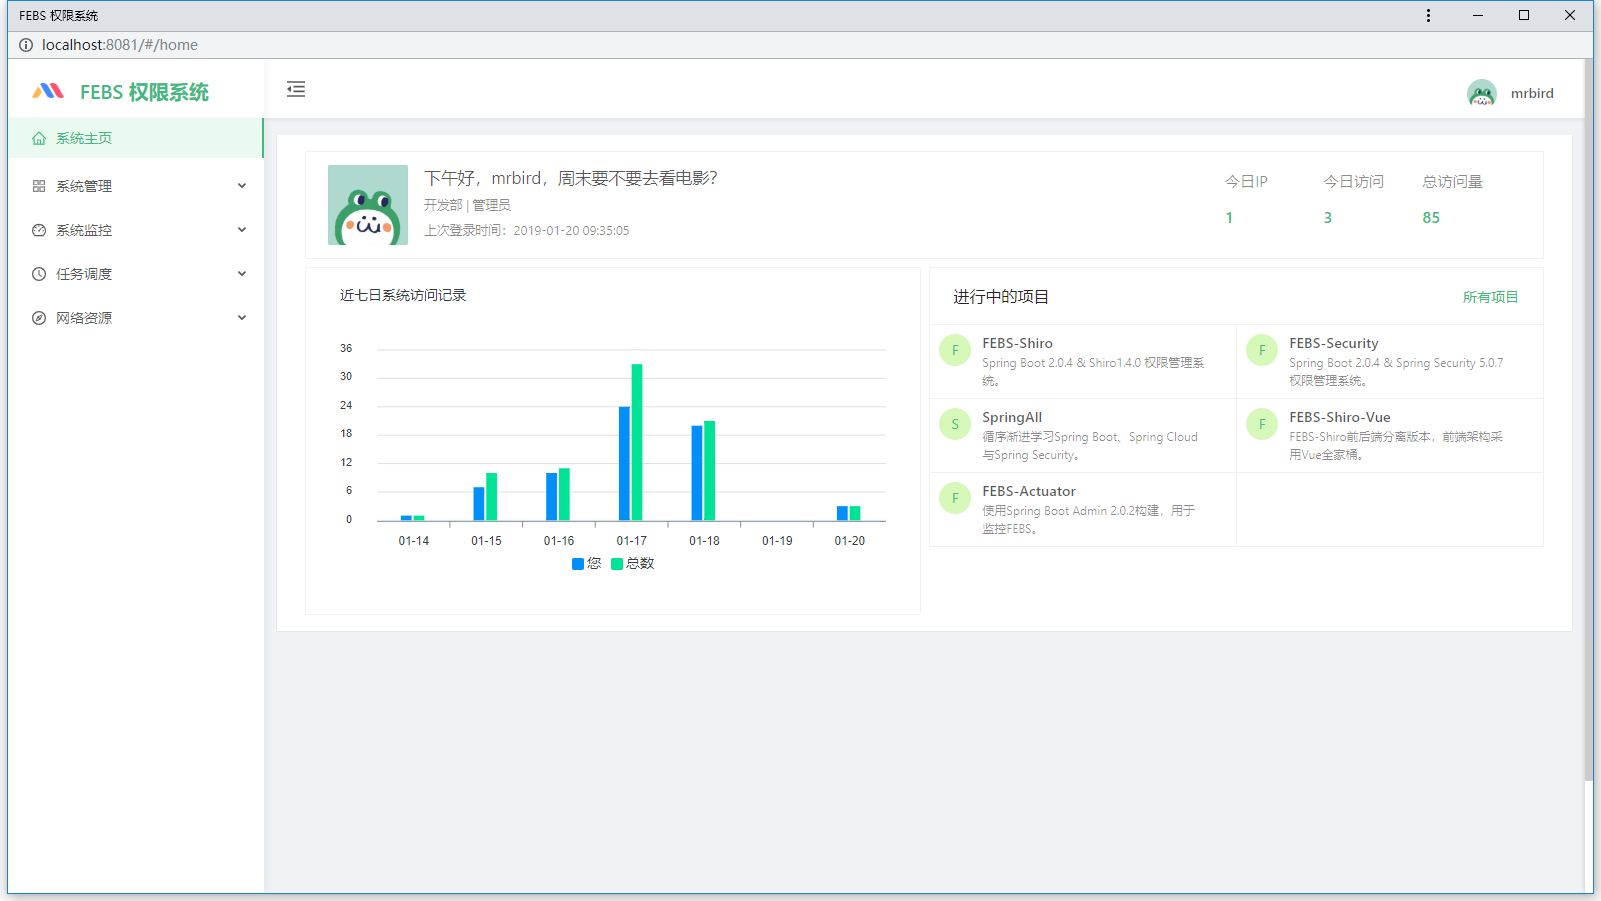 FEBS 权限系统
localhost:8081/#/home
FEBS 权限系统
mrbird
系统主页
系统管理
系统监控
任务调度
网络资源
下午好，mrbird，周末要不要去看电影？
开发部 | 管理员
上次登录时间：2019-01-20 09:35:05
今日IP
1
今日访问
3
总访问量
85
近七日系统访问记录
36
30
24
18
12
6
0
01-14 01-15 01-16 01-17 01-18 01-19 01-20
您 总数
进行中的项目
所有项目
F
FEBS-Shiro
Spring Boot 2.0.4 & Shiro1.4.0 权限管理系
统。
F
FEBS-Security
Spring Boot 2.0.4 & Spring Security 5.0.7
权限管理系统。
S
SpringAll
循序渐进学习Spring Boot、Spring Cloud
与Spring Security。
F
FEBS-Shiro-Vue
FEBS-Shiro前后端分离版本，前端架构采
用Vue全家桶。
F
FEBS-Actuator
使用Spring Boot Admin 2.0.2构建，用于
监控FEBS。